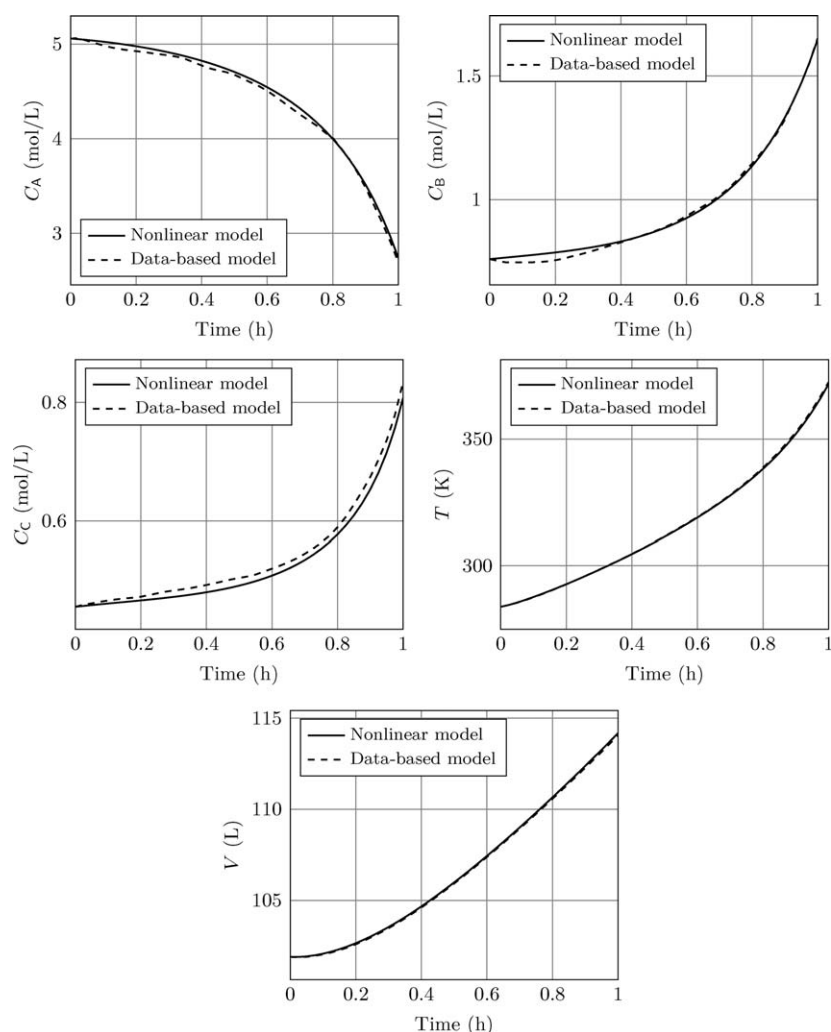 5
4
3
C_A (mol/L)
0 0.2 0.4 0.6 0.8 1
Time (h)
Nonlinear model
Data-based model
1.5
1
C_B (mol/L)
0 0.2 0.4 0.6 0.8 1
Time (h)
Nonlinear model
Data-based model
0.8
0.6
C_C (mol/L)
0 0.2 0.4 0.6 0.8 1
Time (h)
Nonlinear model
Data-based model
350
300
T (K)
0 0.2 0.4 0.6 0.8 1
Time (h)
Nonlinear model
Data-based model
115
110
105
V (L)
0 0.2 0.4 0.6 0.8 1
Time (h)
Nonlinear model
Data-based model